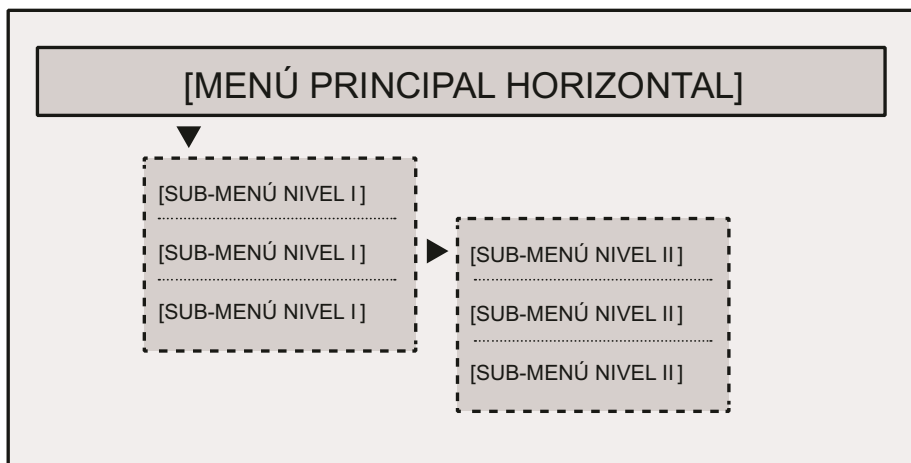 [MENÚ PRINCIPAL HORIZONTAL]
[SUB-MENÚ NIVEL I]
[SUB-MENÚ NIVEL I]
[SUB-MENÚ NIVEL I]
[SUB-MENÚ NIVEL II]
[SUB-MENÚ NIVEL II]
[SUB-MENÚ NIVEL II]